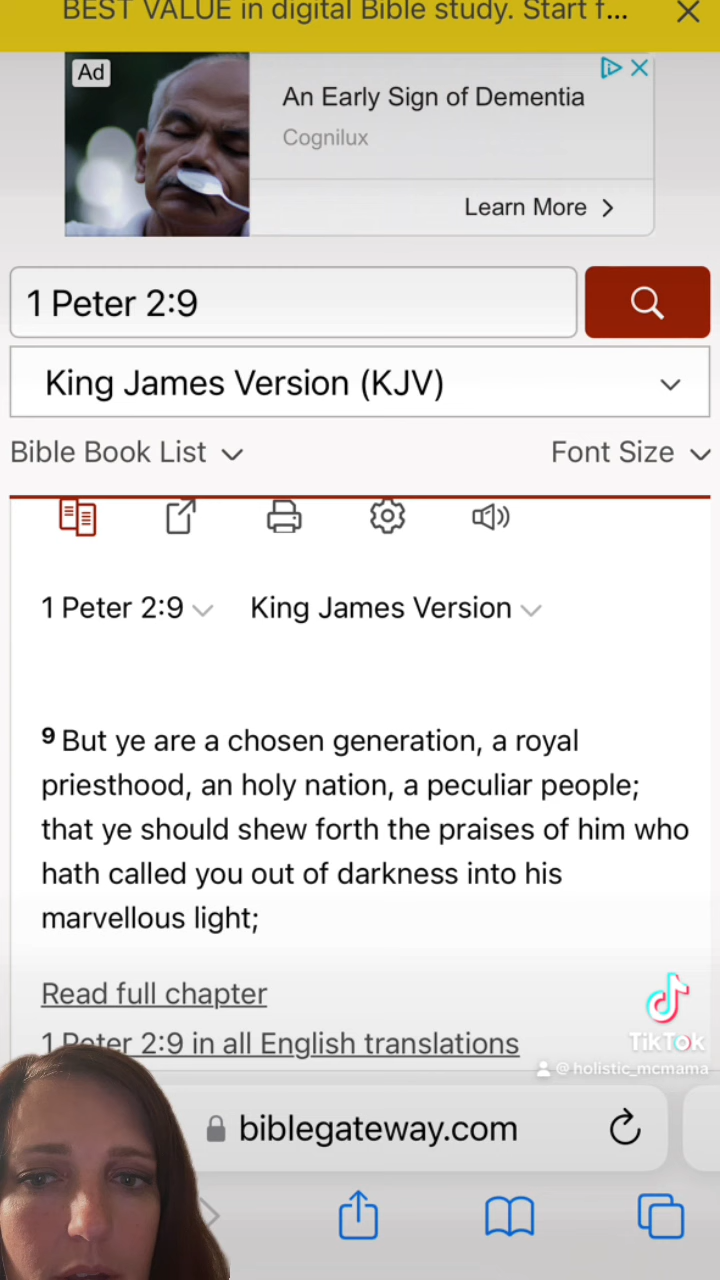 BEST VALUE in digital Bible study. Start f...
Ad
An Early Sign of Dementia
Cognilux
Learn More
1 Peter 2:9
King James Version (KJV)
Bible Book List
Font Size
1 Peter 2:9
King James Version
9 But ye are a chosen generation, a royal
priesthood, an holy nation, a peculiar people;
that ye should shew forth the praises of him who
hath called you out of darkness into his
marvellous light;
Read full chapter
1 Peter 2:9 in all English translations
TikTok
@holistic_mcmama
biblegateway.com